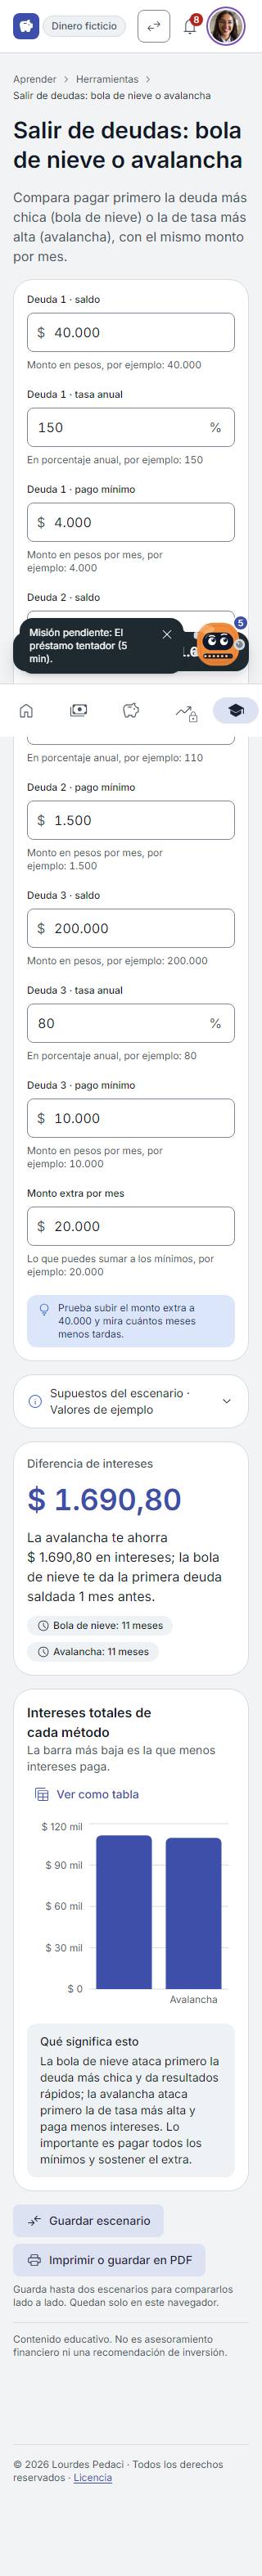 Dinero ficticio
8
Aprender > Herramientas >
Salir de deudas: bola de nieve o avalancha
Salir de deudas: bola
de nieve o avalancha
Compara pagar primero la deuda más
chica (bola de nieve) o la de tasa más
alta (avalancha), con el mismo monto
por mes.
Deuda 1 · saldo
$ 40.000
Monto en pesos, por ejemplo: 40.000
Deuda 1 · tasa anual
150 %
En porcentaje anual, por ejemplo: 150
Deuda 1 · pago mínimo
$ 4.000
Monto en pesos por mes, por
ejemplo: 4.000
Deuda 2 · saldo
5
Misión pendiente: El
préstamo tentador (5
min).
En porcentaje anual, por ejemplo: 110
Deuda 2 · pago mínimo
$ 1.500
Monto en pesos por mes, por
ejemplo: 1.500
Deuda 3 · saldo
$ 200.000
Monto en pesos, por ejemplo: 200.000
Deuda 3 · tasa anual
80 %
En porcentaje anual, por ejemplo: 80
Deuda 3 · pago mínimo
$ 10.000
Monto en pesos por mes, por
ejemplo: 10.000
Monto extra por mes
$ 20.000
Lo que puedes sumar a los mínimos, por
ejemplo: 20.000
Prueba subir el monto extra a
40.000 y mira cuántos meses
menos tardas.
Supuestos del escenario ·
Valores de ejemplo
Diferencia de intereses
$ 1.690,80
La avalancha te ahorra
$ 1.690,80 en intereses; la bola
de nieve te da la primera deuda
saldada 1 mes antes.
Bola de nieve: 11 meses
Avalancha: 11 meses
Intereses totales de
cada método
La barra más baja es la que menos
intereses paga.
Ver como tabla
$ 120 mil
$ 90 mil
$ 60 mil
$ 30 mil
$ 0
Avalancha
Qué significa esto
La bola de nieve ataca primero la
deuda más chica y da resultados
rápidos; la avalancha ataca
primero la de tasa más alta y
paga menos intereses. Lo
importante es pagar todos los
mínimos y sostener el extra.
Guardar escenario
Imprimir o guardar en PDF
Guarda hasta dos escenarios para compararlos
lado a lado. Quedan solo en este navegador.
Contenido educativo. No es asesoramiento
financiero ni una recomendación de inversión.
© 2026 Lourdes Pedaci · Todos los derechos
reservados · Licencia